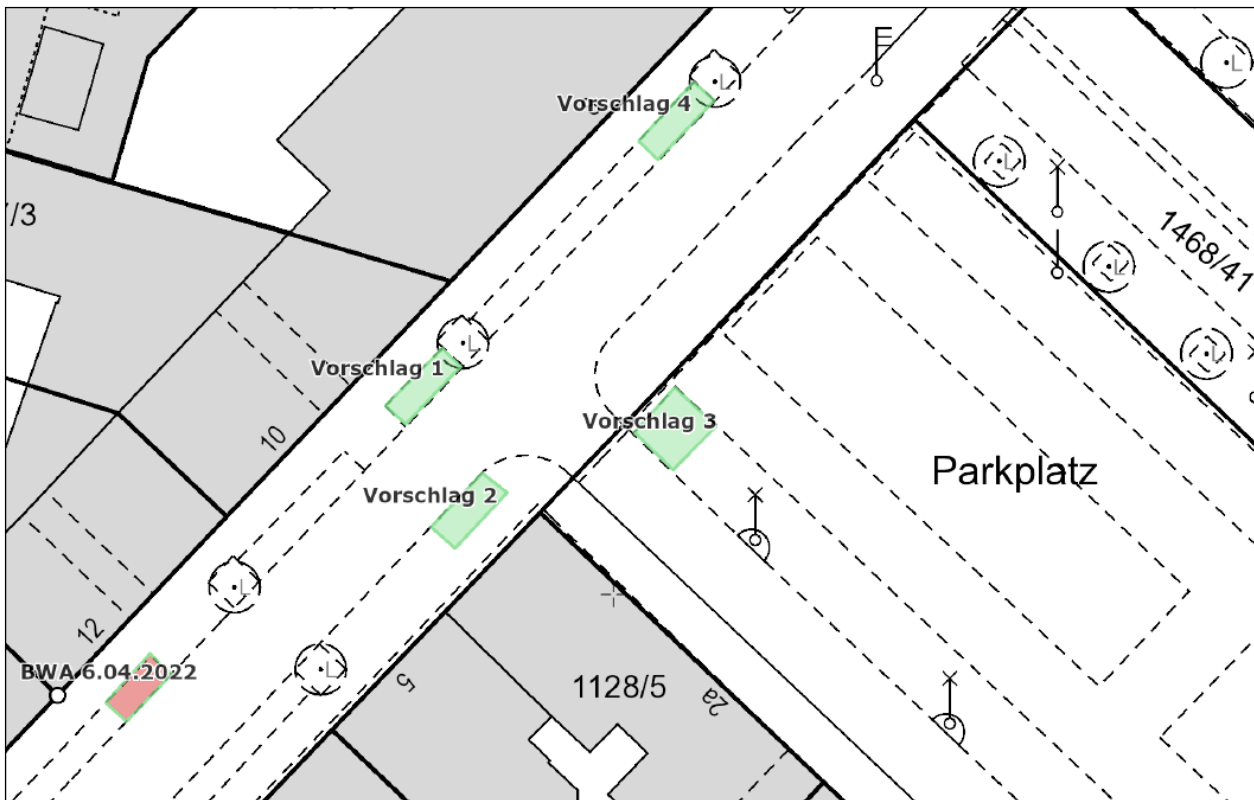 Vorschlag 4
/3
1468/41
L
L
L
L
Vorschlag 1
L
Vorschlag 3
10
Parkplatz
Vorschlag 2
L
12
BWA 6.04.2022
L
5
1128/5
2a